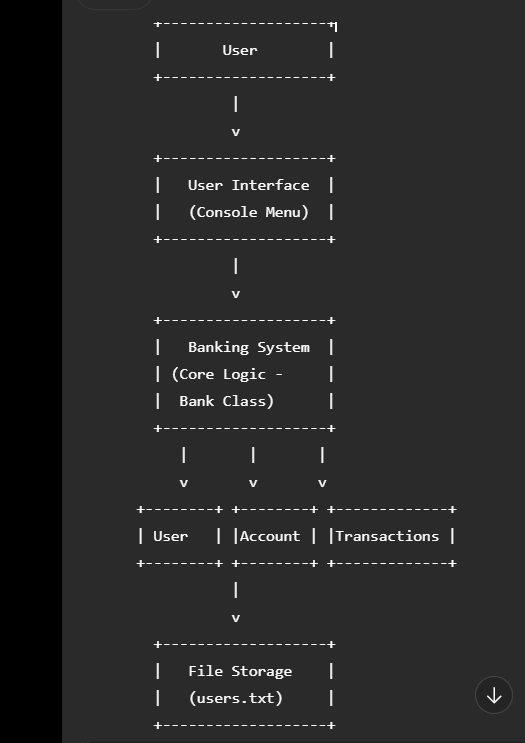 User
User Interface
(Console Menu)
Banking System
(Core Logic -
Bank Class)
User Account Transactions
File Storage
(users.txt)